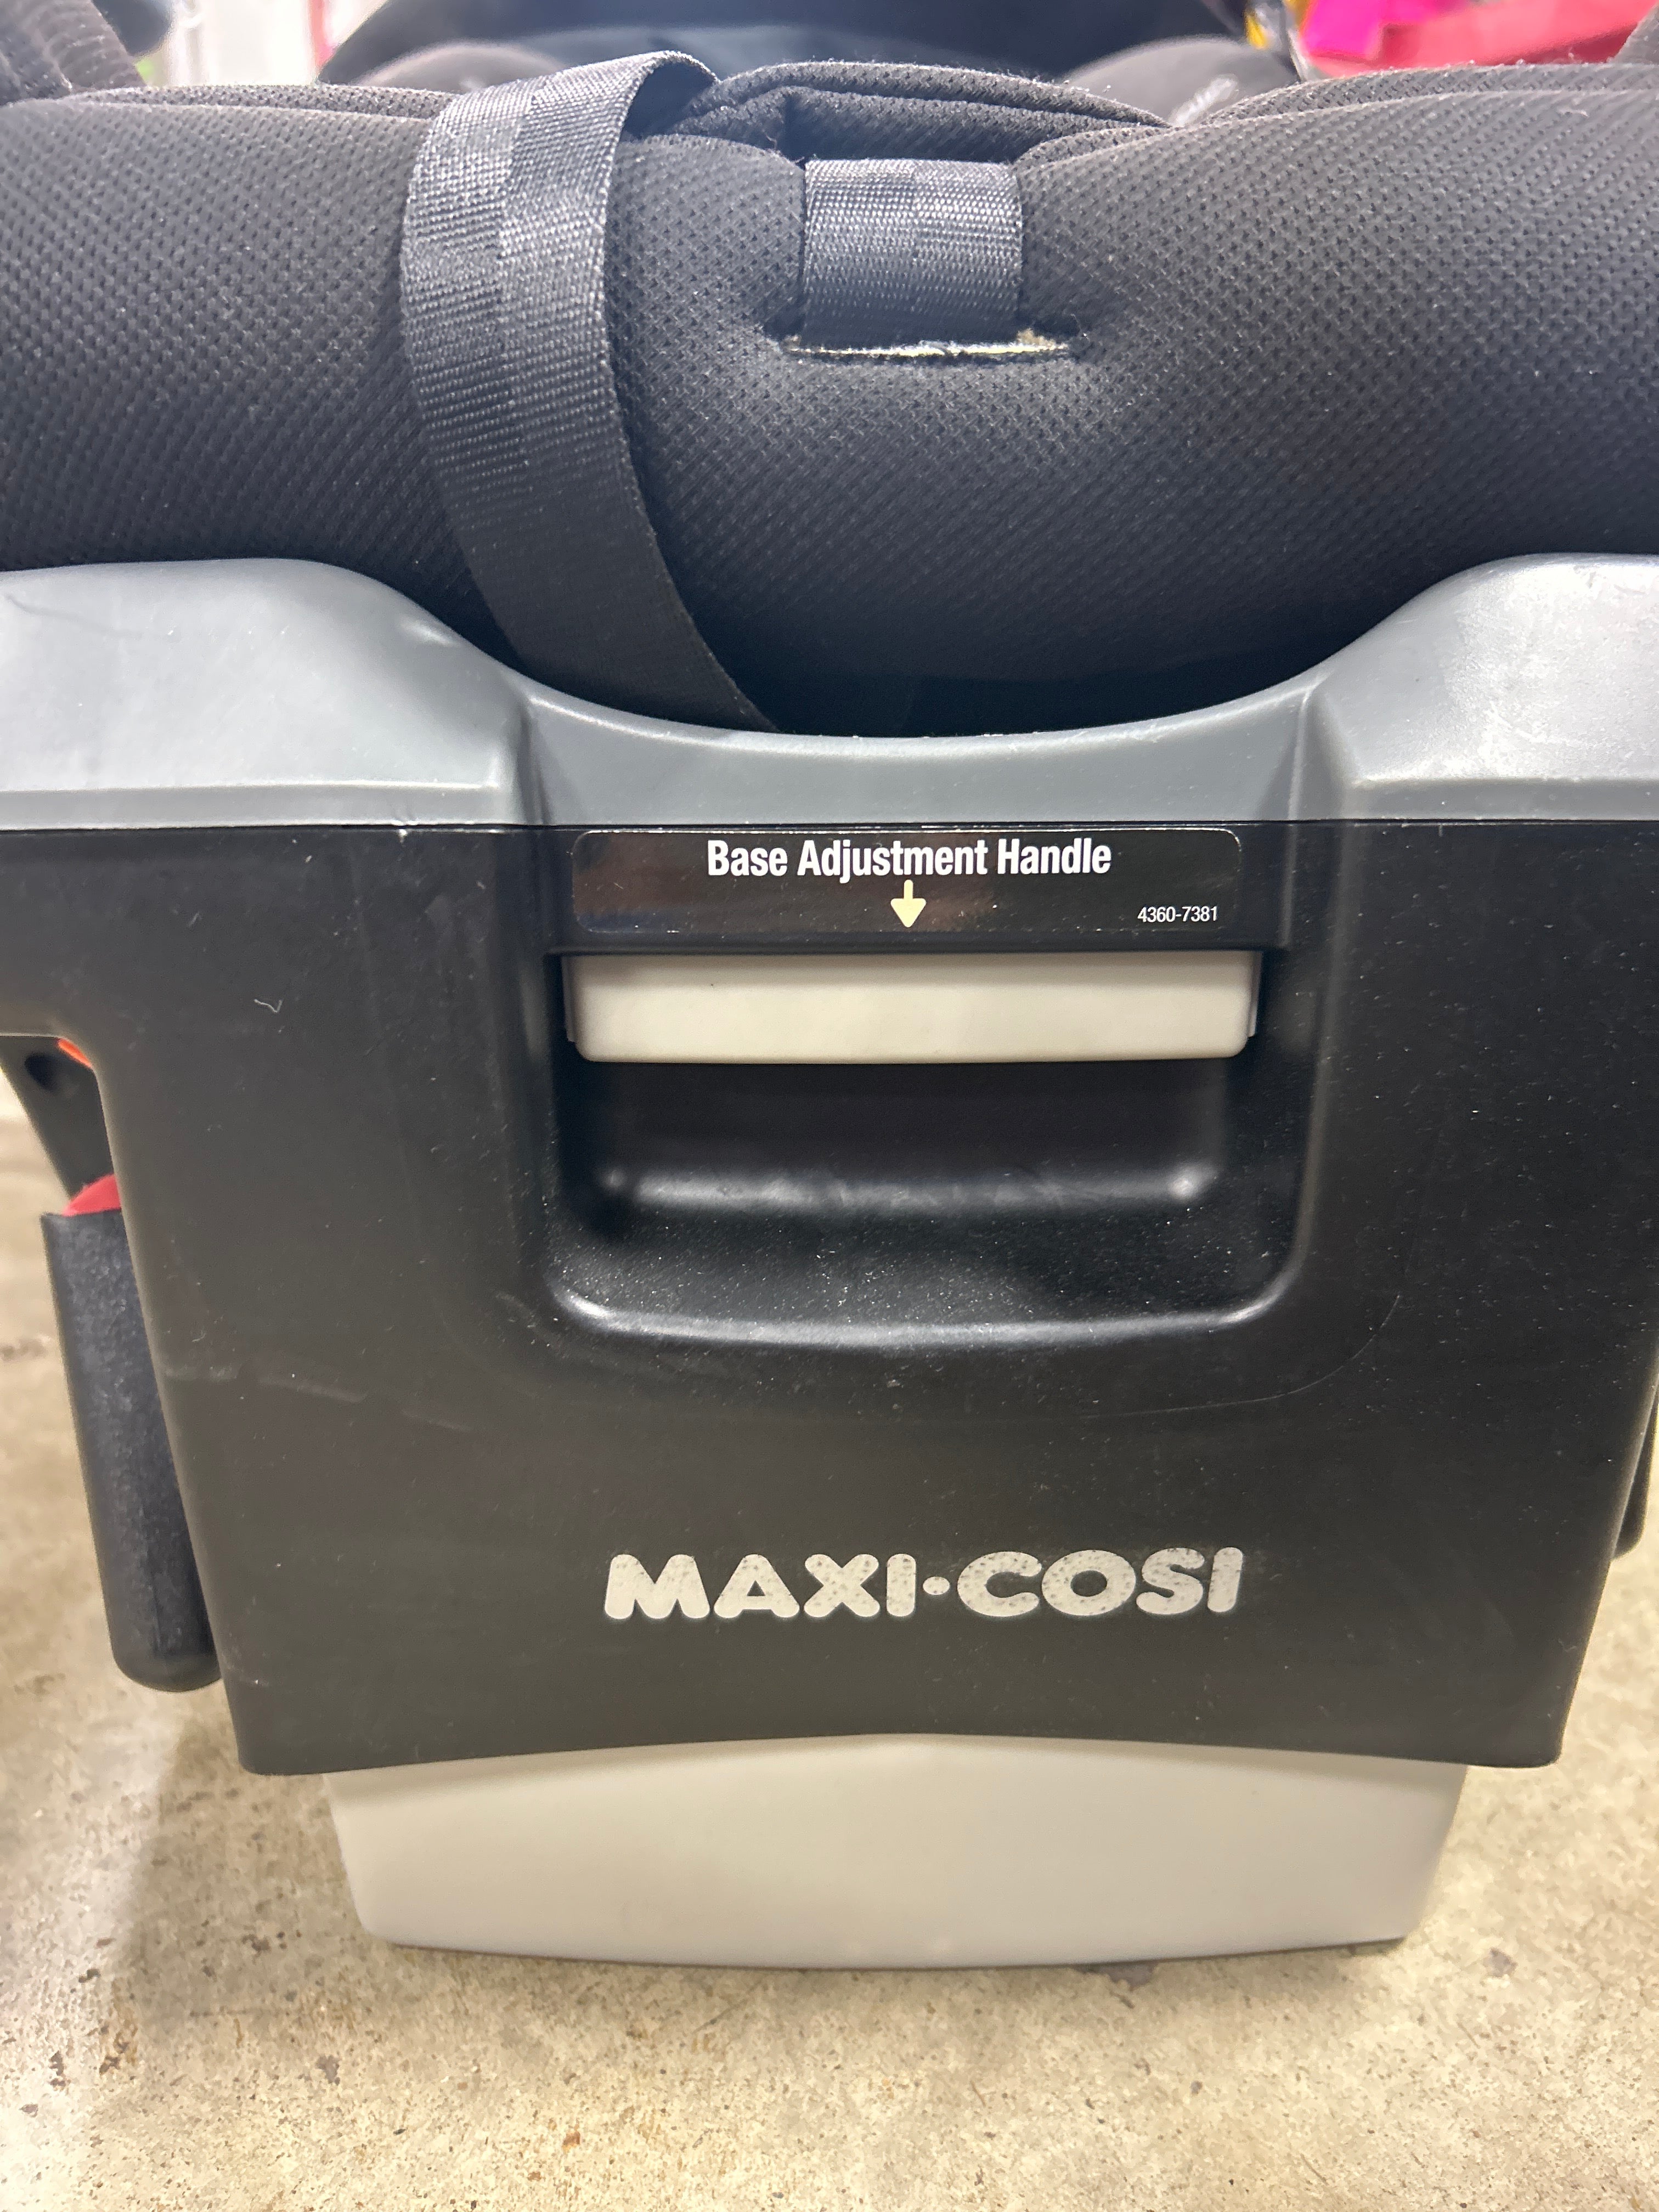 Base Adjustment Handle
4360-7381
MAXI·COSI